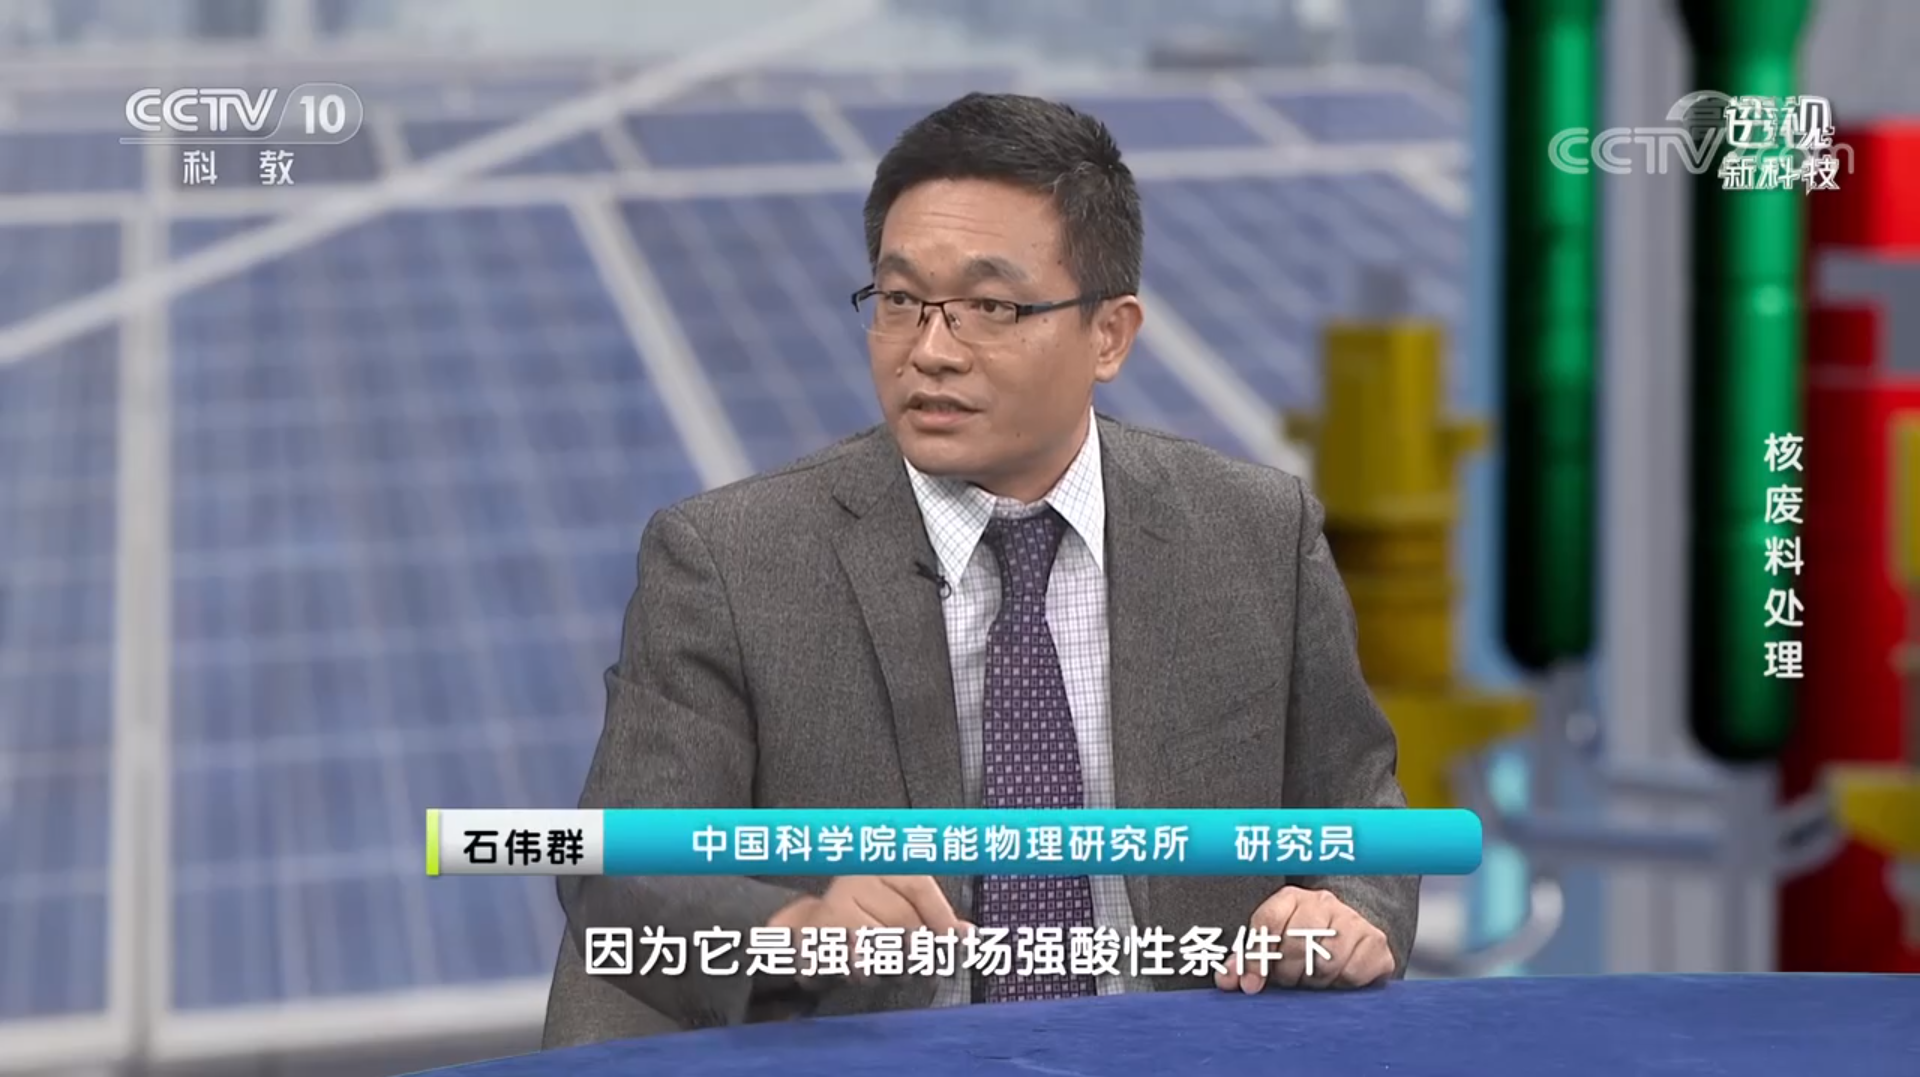 CCTV 10
科 教
透视
新科技
CCTV
.com
核废料处理
石伟群 中国科学院高能物理研究所 研究员
因为它是强辐射场强酸性条件下